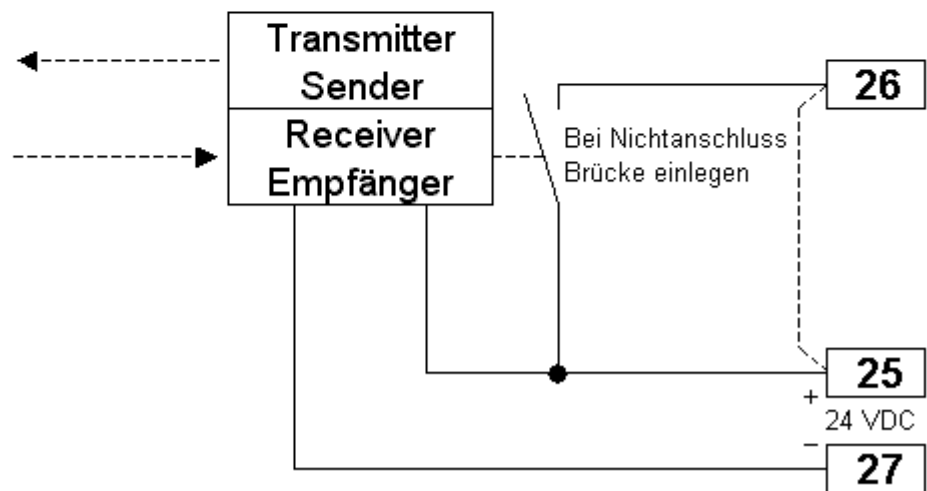 Transmitter
Sender
Receiver
Empfänger
26
Bei Nichtanschluss
Brücke einlegen
25
+
24 VDC
–
27